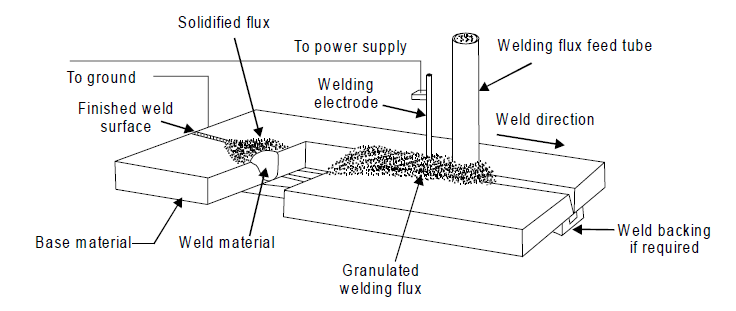 Solidified flux
To power supply
Welding flux feed tube
To ground
Welding
electrode
Finished weld
surface
Weld direction
Base material
Weld material
Weld backing
if required
Granulated
welding flux